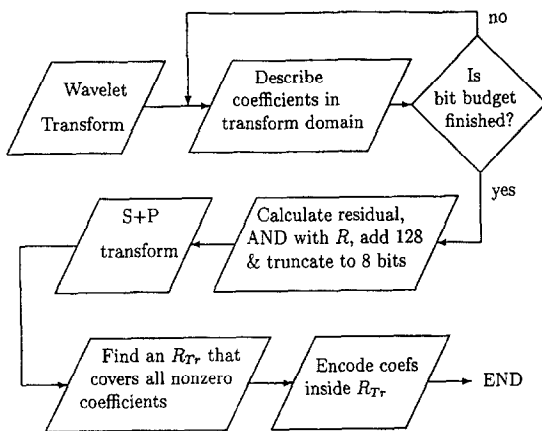 no
Wavelet
Transform
Describe
coefficients in
transform domain
Is
bit budget
finished?
yes
S+P
transform
Calculate residual,
AND with R, add 128
& truncate to 8 bits
Find an R_{Tr} that
covers all nonzero
coefficients
Encode coefs
inside R_{Tr}
END